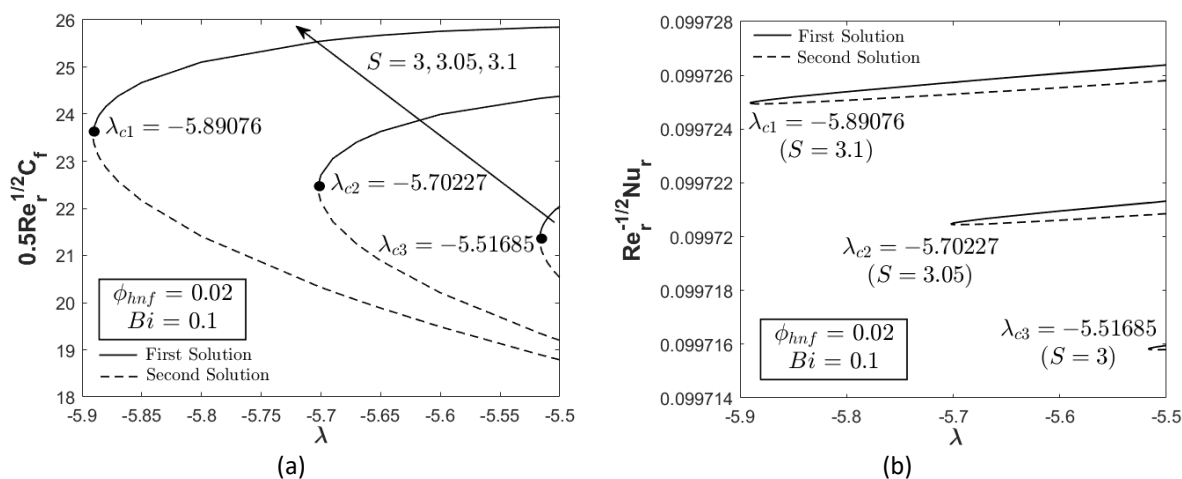 26
25
24
23
22
21
20
19
18
0.5Re_r^{1/2}C_f
S = 3, 3.05, 3.1
λ_{c1} = −5.89076
λ_{c2} = −5.70227
λ_{c3} = −5.51685
ϕ_{hnf} = 0.02
Bi = 0.1
First Solution
Second Solution
-5.9 -5.85 -5.8 -5.75 -5.7 -5.65 -5.6 -5.55 -5.5
λ
(a)
0.099728
0.099726
0.099724
0.099722
0.09972
0.099718
0.099716
0.099714
Re_r^{-1/2}Nu_r
First Solution
Second Solution
λ_{c1} = −5.89076
(S = 3.1)
λ_{c2} = −5.70227
(S = 3.05)
λ_{c3} = −5.51685
(S = 3)
ϕ_{hnf} = 0.02
Bi = 0.1
-5.9 -5.8 -5.7 -5.6 -5.5
λ
(b)